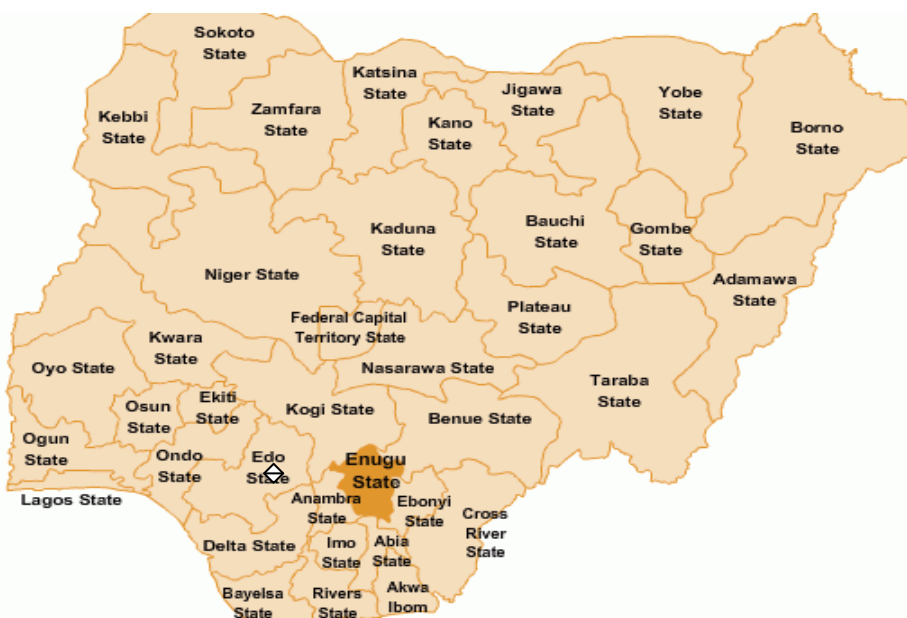 Sokoto
State
Katsina
State
Jigawa
State
Yobe
State
Kebbi
State
Zamfara
State
Kano
State
Borno
State
Kaduna
State
Bauchi
State
Gombe
State
Niger State
Adamawa
State
Federal Capital
Territory State
Plateau
State
Kwara
State
Oyo State
Nasarawa State
Taraba
State
Osun
State
Ekiti
State
Kogi State
Benue State
Ogun
State
Ondo
State
Edo
State
Enugu
State
Lagos State
Anambra
State
Ebonyi
State
Cross
River
State
Delta State
Imo
State
Abia
State
Bayelsa
State
Rivers
State
Akwa
Ibom